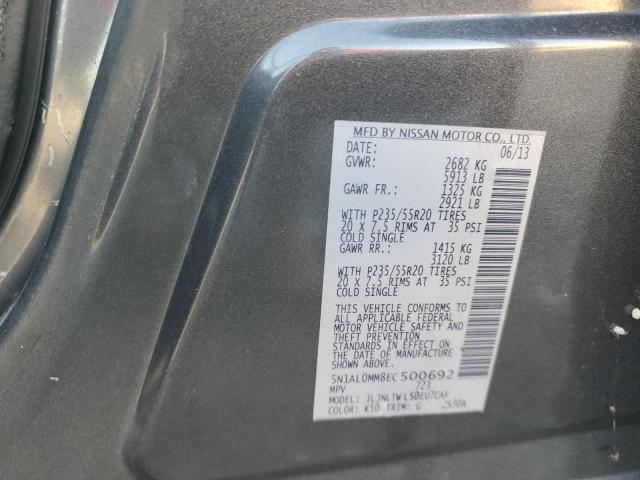 MFD BY NISSAN MOTOR CO., LTD.
DATE: 06/13
GVWR: 2682 KG
5913 LB
GAWR FR.: 1325 KG
2921 LB
WITH P235/55R20 TIRES
20 X 7.5 RIMS AT 35 PSI
COLD SINGLE
GAWR RR.: 1415 KG
3120 LB
WITH P235/55R20 TIRES
20 X 7.5 RIMS AT 35 PSI
COLD SINGLE
THIS VEHICLE CONFORMS TO
ALL APPLICABLE FEDERAL
MOTOR VEHICLE SAFETY AND
THEFT PREVENTION
STANDARDS IN EFFECT ON
THE DATE OF MANUFACTURE
SHOWN ABOVE.
5N1AL0MM8EC500692
MPV 223
MODEL: JLJNLTW-L50EU7CAF
COLOR: K50 TRIM: G 2S30A